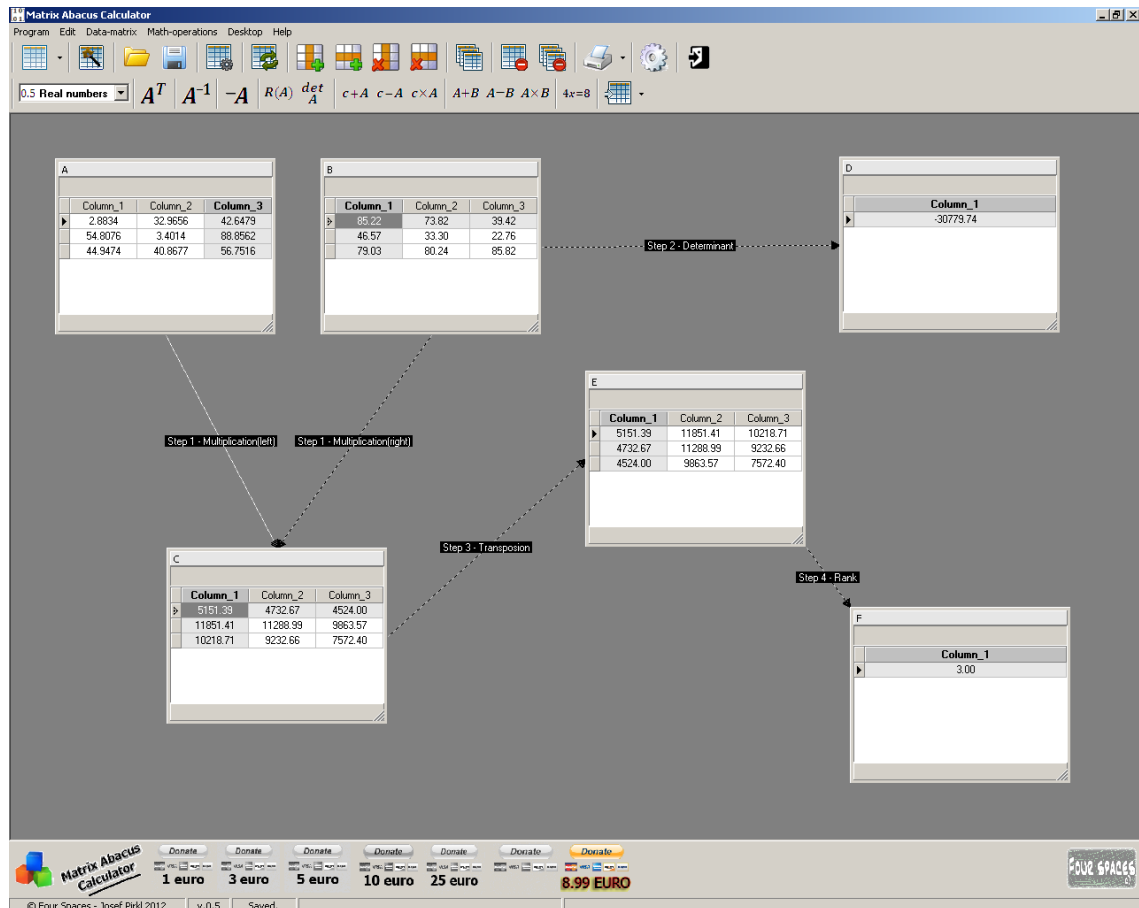 Matrix Abacus Calculator
Program Edit Data-matrix Math-operations Desktop Help
0.5 Real numbers A^T A^-1 -A R(A) det A c+A c-A c×A A+B A-B A×B 4x=8
A
Column_1 Column_2 Column_3
2.8834 32.9656 42.6479
54.8076 3.4014 88.8562
44.9474 40.8677 56.7516
B
Column_1 Column_2 Column_3
85.22 73.82 39.42
46.57 33.30 22.76
79.03 80.24 85.82
D
Column_1
-30779.74
Step 2 - Determinant
Step 1 - Multiplication(left)
Step 1 - Multiplication(right)
E
Column_1 Column_2 Column_3
5151.39 11851.41 10218.71
4732.67 11288.99 9232.66
4524.00 9863.57 7572.40
Step 3 - Transposion
Step 4 - Rank
C
Column_1 Column_2 Column_3
5151.39 4732.67 4524.00
11851.41 11288.99 9863.57
10218.71 9232.66 7572.40
F
Column_1
3.00
Matrix Abacus
Calculator
Donate Donate Donate Donate Donate Donate Donate
1 euro 3 euro 5 euro 10 euro 25 euro 8.99 EURO
FOUR SPACES
© Four Spaces - Josef Pirkl 2012 v 0.5 Saved